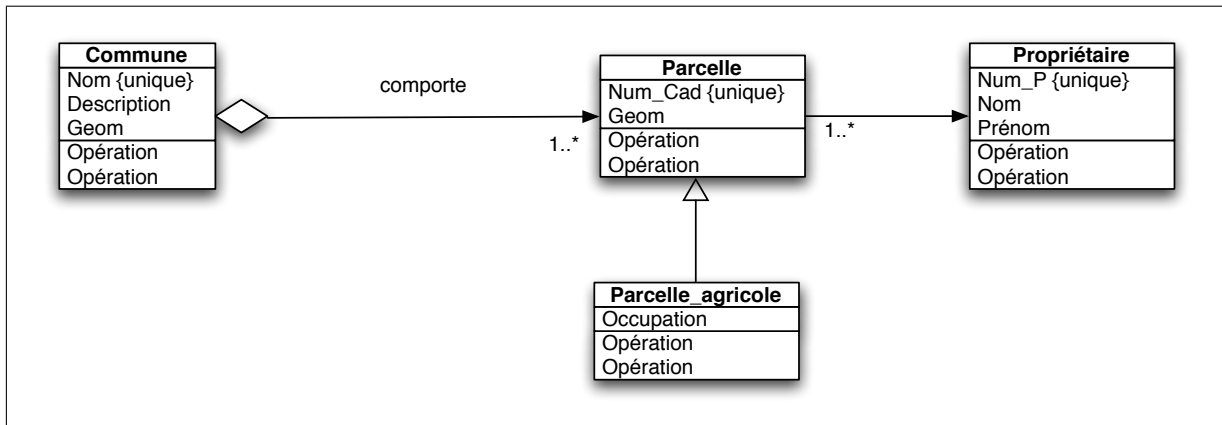 Commune
Nom {unique}
Description
Geom
Opération
Opération
comporte
1..*
Parcelle
Num_Cad {unique}
Geom
Opération
Opération
1..*
Propriétaire
Num_P {unique}
Nom
Prénom
Opération
Opération
Parcelle_agricole
Occupation
Opération
Opération